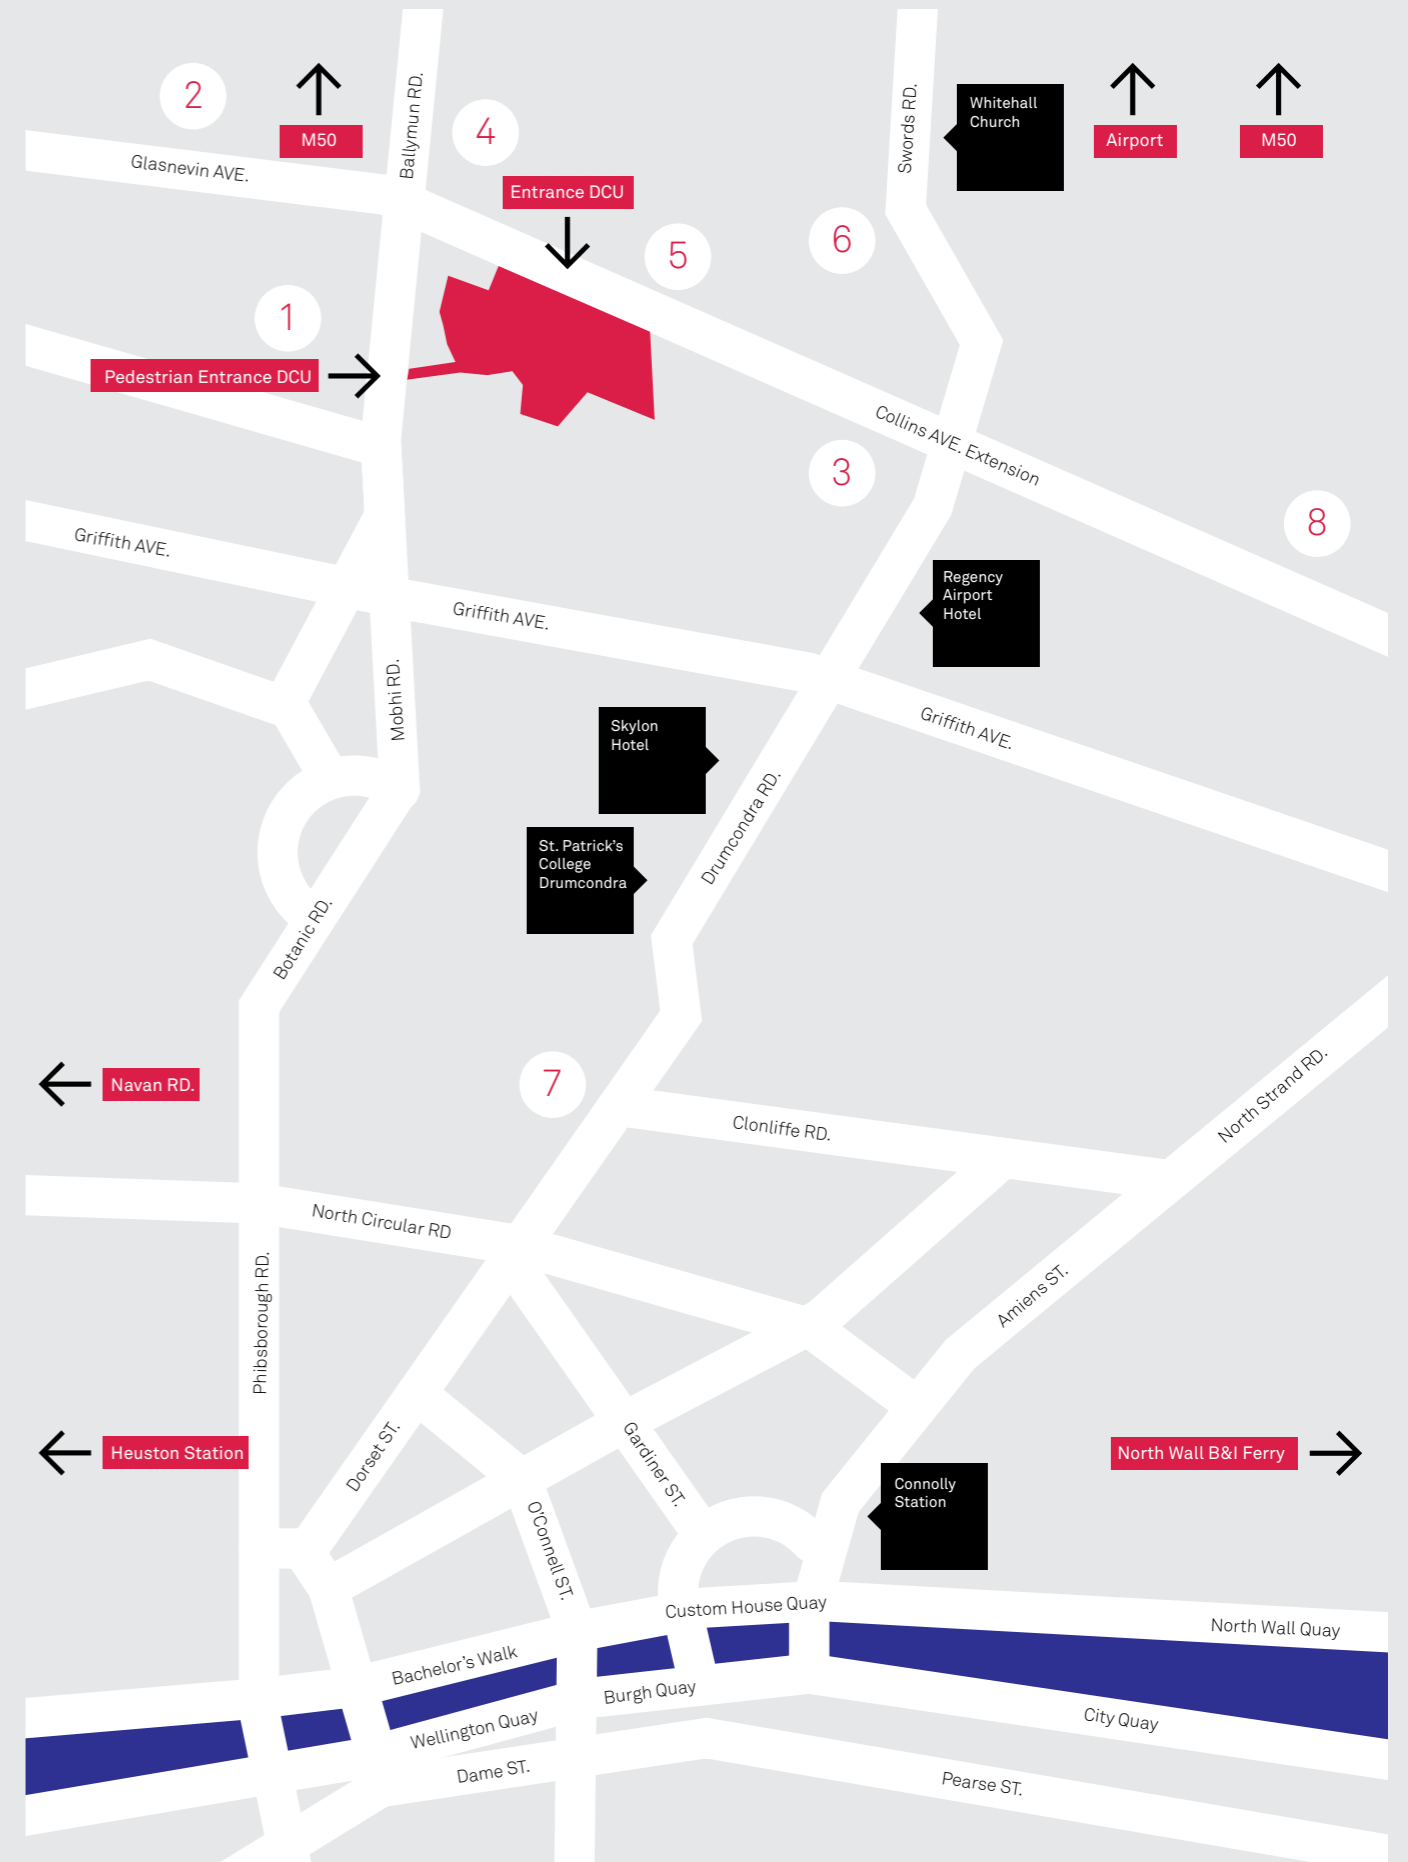 2
M50
Ballymun RD.
4
Swords RD.
Whitehall
Church
Airport
M50
Glasnevin AVE.
Entrance DCU
5
6
1
Pedestrian Entrance DCU
Collins AVE. Extension
3
8
Griffith AVE.
Griffith AVE.
Regency
Airport
Hotel
Mobhi RD.
Skylon
Hotel
Griffith AVE.
Drumcondra RD.
St. Patrick's
College
Drumcondra
Botanic RD.
7
Navan RD.
Clonliffe RD.
North Strand RD.
North Circular RD
Phibsborough RD.
Amiens ST.
Heuston Station
Dorset ST.
Gardiner ST.
North Wall B&I Ferry
Connolly
Station
O'Connell ST.
Custom House Quay
North Wall Quay
Bachelor's Walk
Burgh Quay
Wellington Quay
City Quay
Dame ST.
Pearse ST.